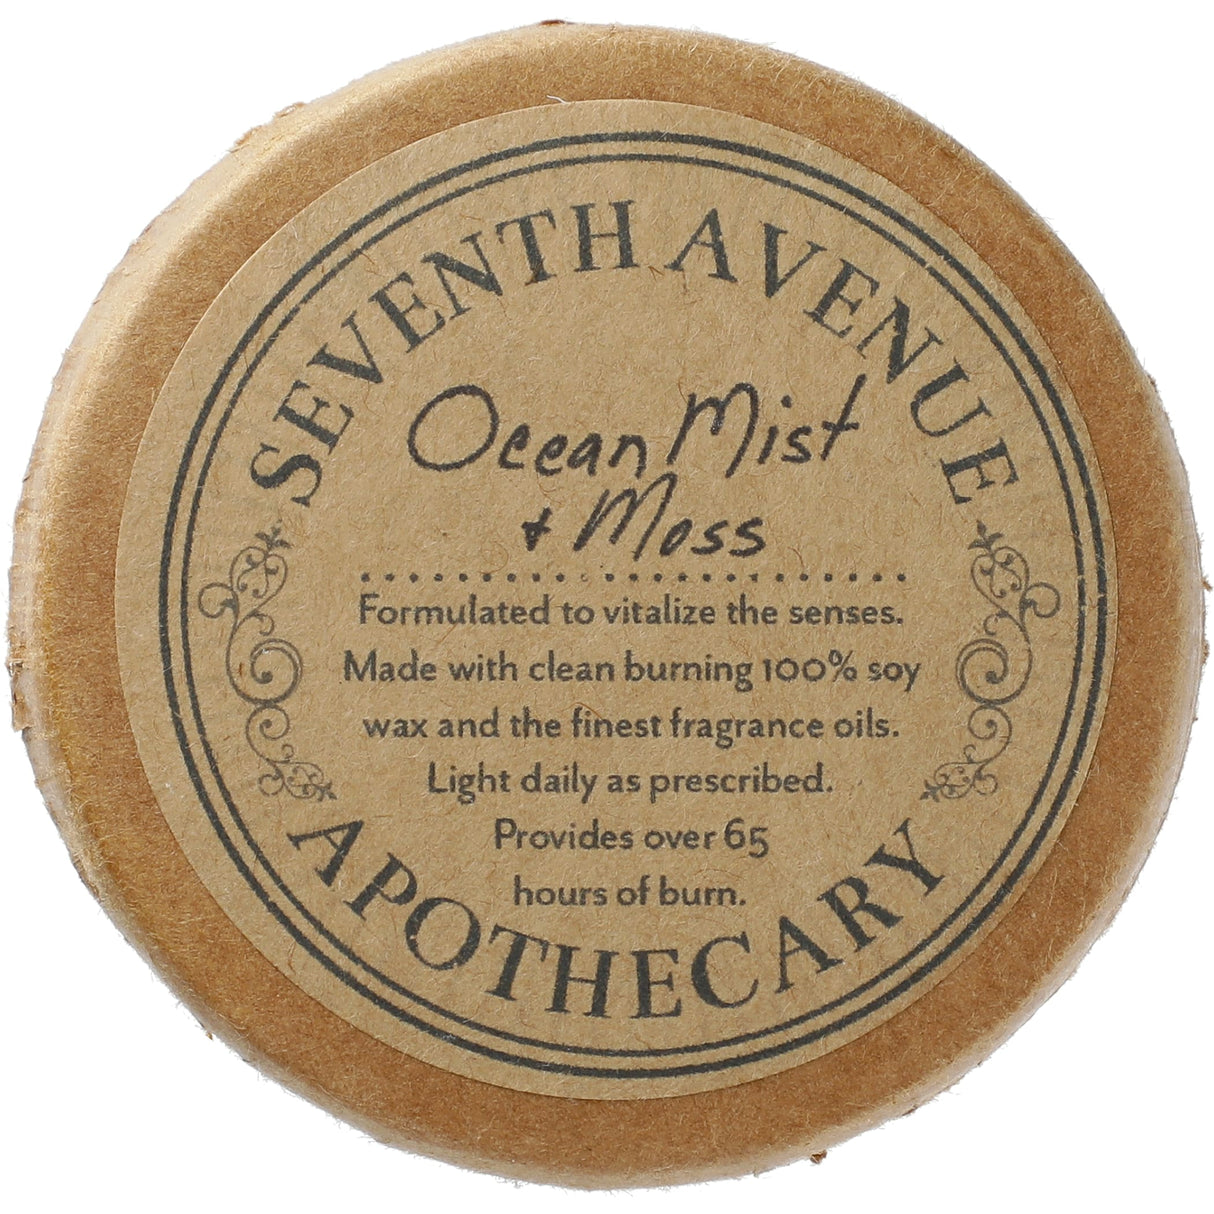 SEVENTH AVENUE
Ocean Mist
+ Moss
Formulated to vitalize the senses.
Made with clean burning 100% soy
wax and the finest fragrance oils.
Light daily as prescribed.
Provides over 65
hours of burn.
APOTHECARY